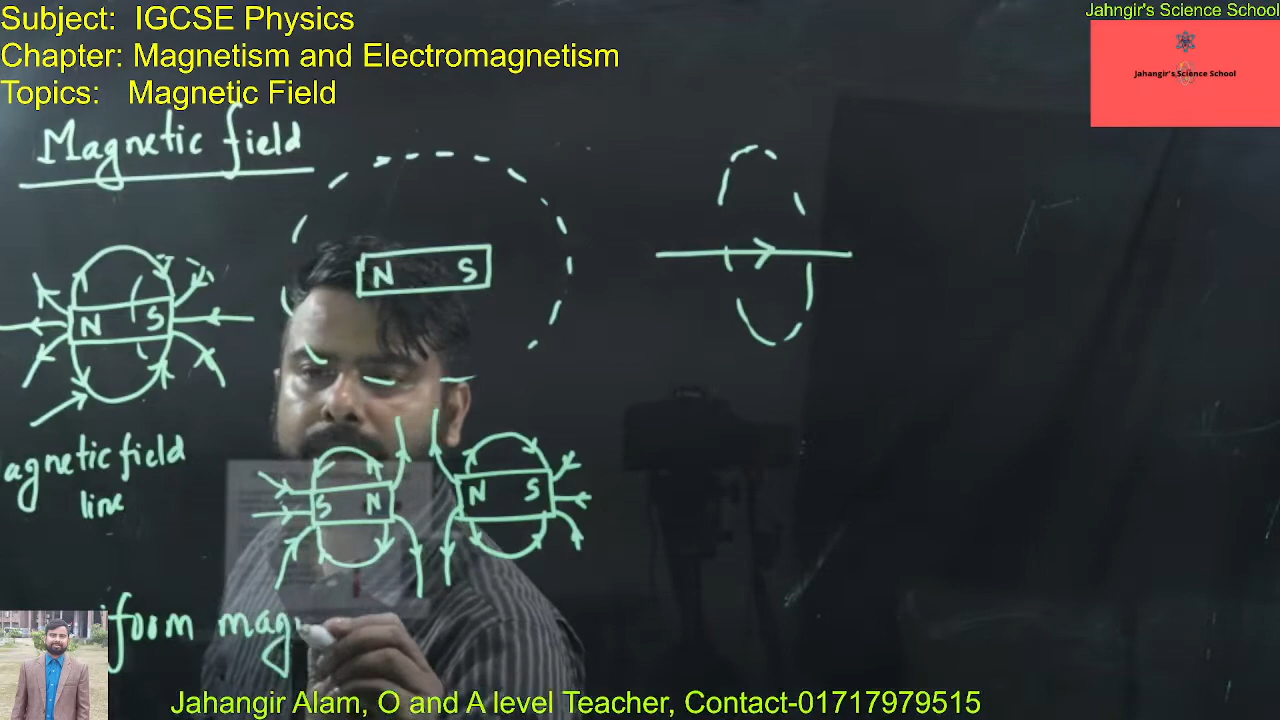 Subject: IGCSE Physics
Chapter: Magnetism and Electromagnetism
Topics: Magnetic Field
Jahngir's Science School
Jahangir's Science School
Magnetic field
N S
N S
agnetic field
line
S N
N S
form mag
Jahangir Alam, O and A level Teacher, Contact-01717979515